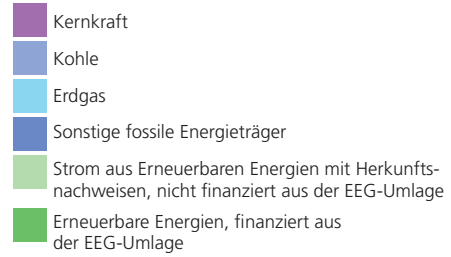 Kernkraft
Kohle
Erdgas
Sonstige fossile Energieträger
Strom aus Erneuerbaren Energien mit Herkunfts-
nachweisen, nicht finanziert aus der EEG-Umlage
Erneuerbare Energien, finanziert aus
der EEG-Umlage